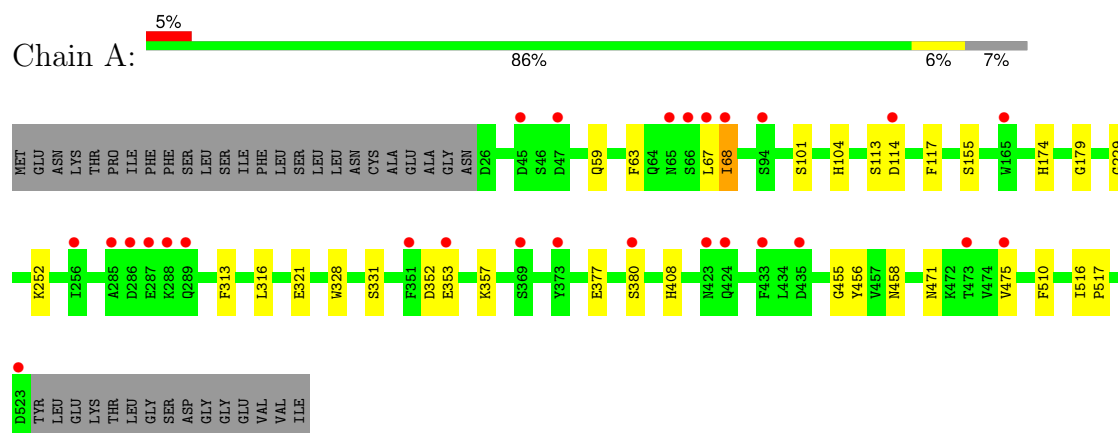 5%
Chain A:
86% 6% 7%
MET GLU ASN LYS THR PRO ILE PHE PHE SER LEU SER ILE PHE LEU SER LEU LEU ASN CYS ALA GLU ALA GLY ASN D26 D45 S46 D47 Q59 F63 Q64 N65 S66 L67 I68 S94 S101 H104 S113 D114 F117 S155 W165 H174 G179
K252 I256 A285 D286 E287 K288 Q289 F313 L316 E321 W328 S331 F351 D352 E353 K357 S369 Y373 E377 S380 H408 N423 Q424 F433 L434 D435 G455 Y456 V457 N458 N471 K472 T473 V474 V475 F510 I516 P517
D523 TYR LEU GLU LYS THR LEU GLY SER ASP GLY GLY GLU VAL VAL ILE